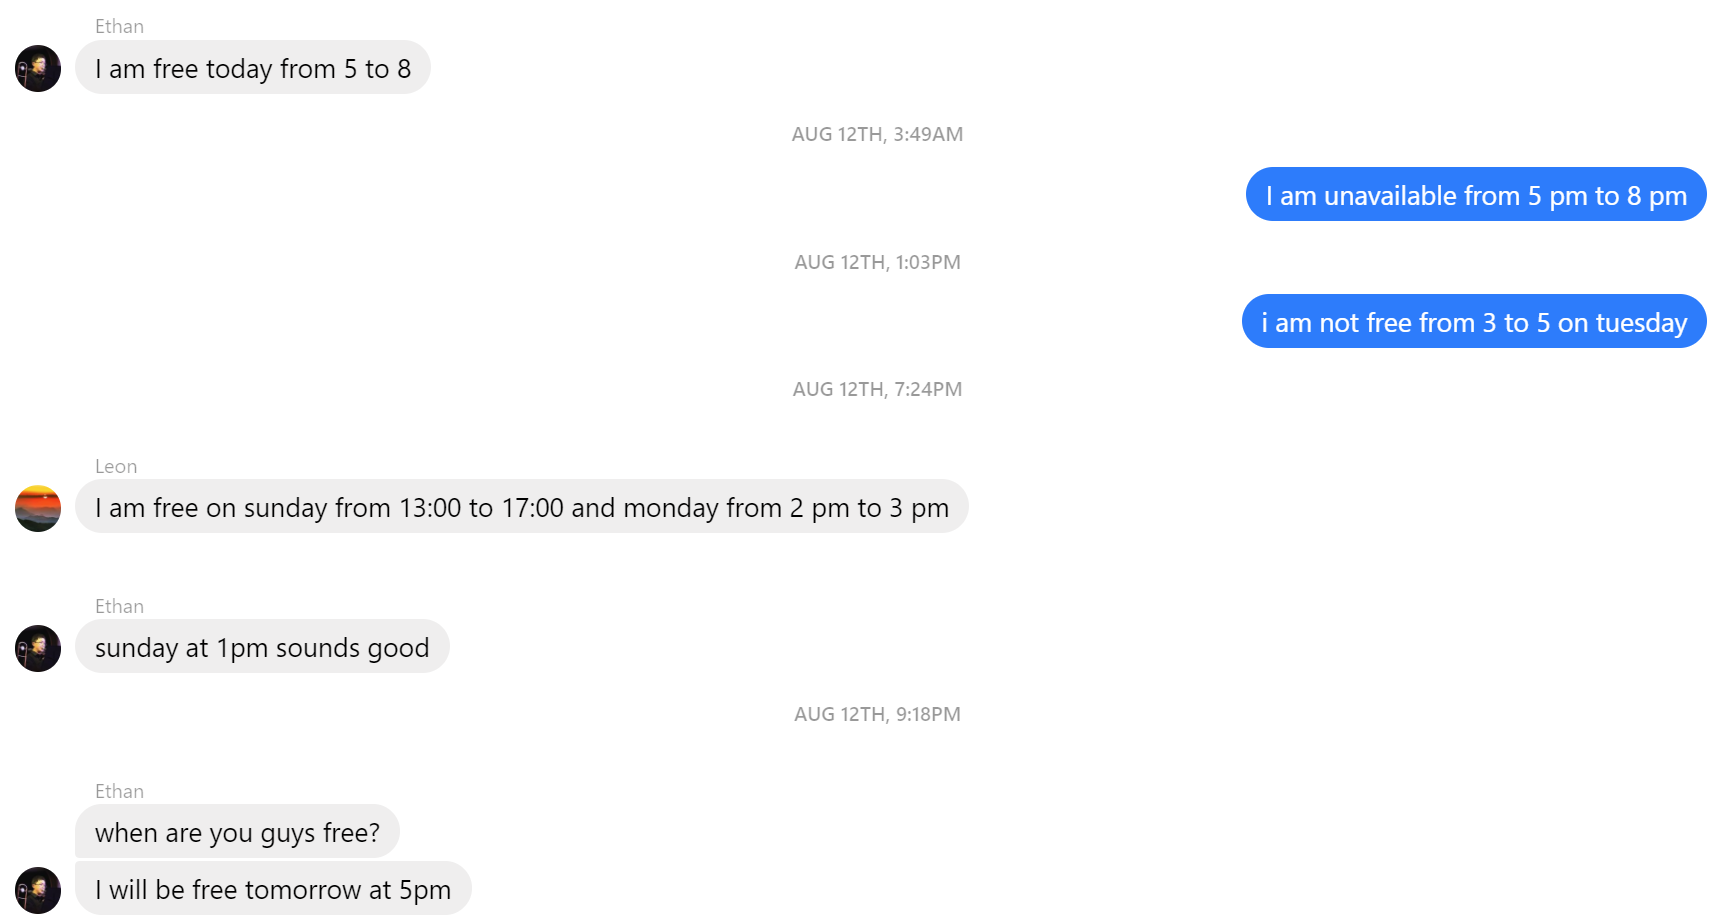 Ethan
I am free today from 5 to 8
AUG 12TH, 3:49AM
I am unavailable from 5 pm to 8 pm
AUG 12TH, 1:03PM
i am not free from 3 to 5 on tuesday
AUG 12TH, 7:24PM
Leon
I am free on sunday from 13:00 to 17:00 and monday from 2 pm to 3 pm
Ethan
sunday at 1pm sounds good
AUG 12TH, 9:18PM
Ethan
when are you guys free?
I will be free tomorrow at 5pm